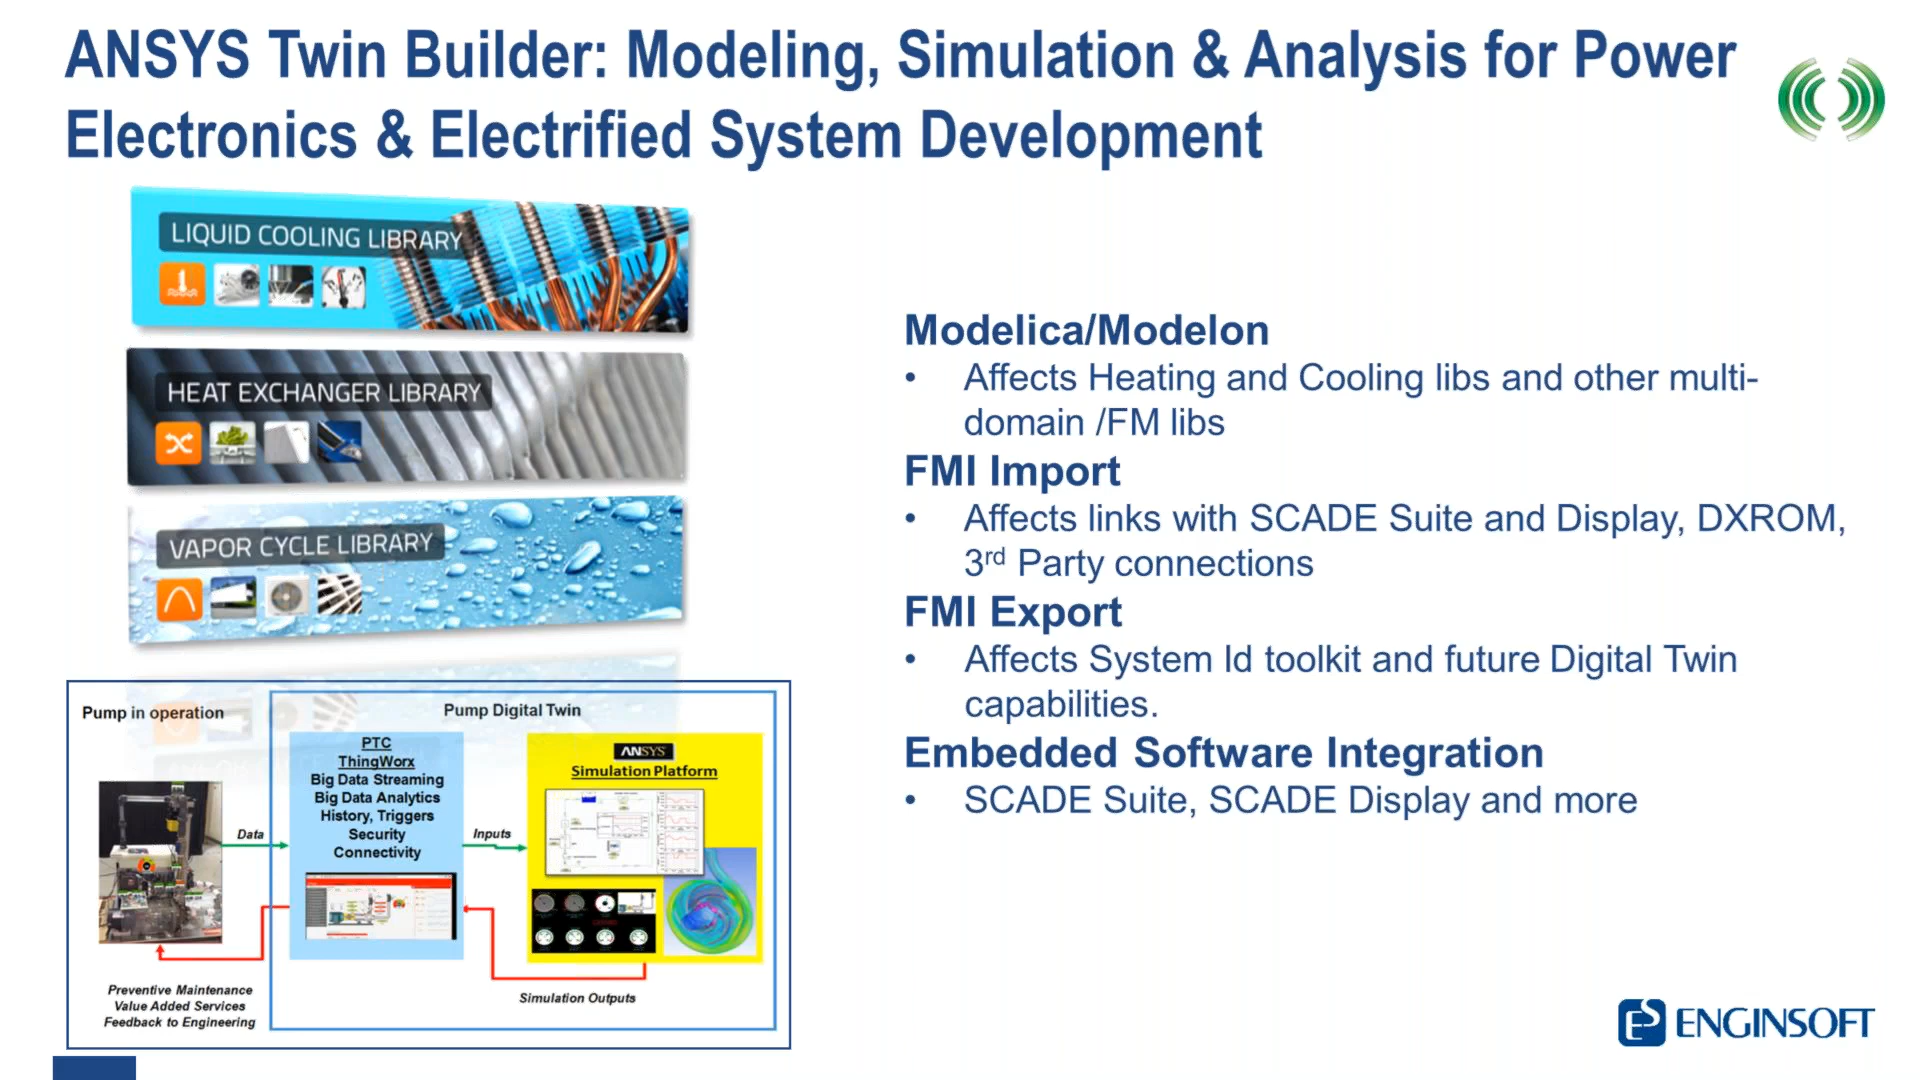 ANSYS Twin Builder: Modeling, Simulation & Analysis for Power
Electronics & Electrified System Development
LIQUID COOLING LIBRARY
HEAT EXCHANGER LIBRARY
VAPOR CYCLE LIBRARY
Pump in operation
Pump Digital Twin
PTC
ThingWorx
Big Data Streaming
Big Data Analytics
History, Triggers
Security
Connectivity
ANSYS
Simulation Platform
Data
Inputs
Simulation Outputs
Preventive Maintenance
Value Added Services
Feedback to Engineering
Modelica/Modelon
• Affects Heating and Cooling libs and other multi-
domain /FM libs
FMI Import
• Affects links with SCADE Suite and Display, DXROM,
3rd Party connections
FMI Export
• Affects System Id toolkit and future Digital Twin
capabilities.
Embedded Software Integration
• SCADE Suite, SCADE Display and more
ES ENGINSOFT